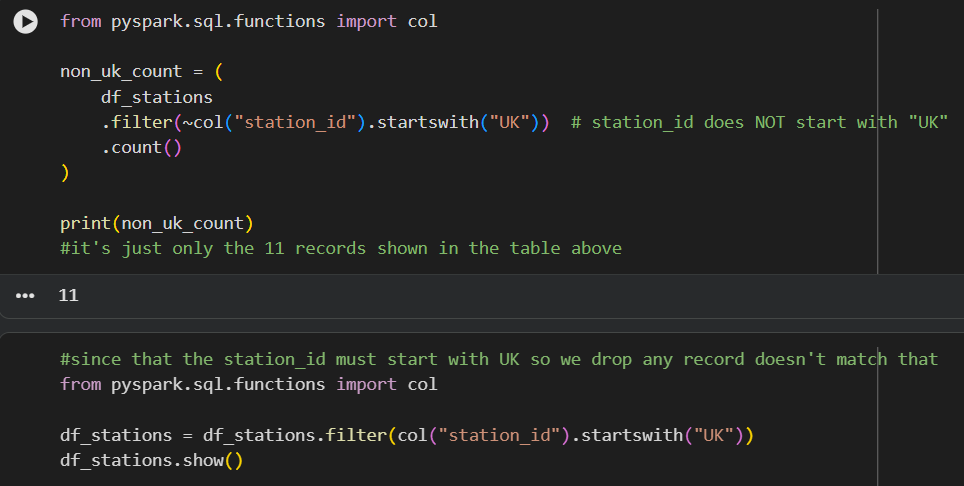 from pyspark.sql.functions import col
non_uk_count = (
df_stations
.filter(~col("station_id").startswith("UK"))  # station_id does NOT start with "UK"
.count()
)
print(non_uk_count)
#it's just only the 11 records shown in the table above
11
#since that the station_id must start with UK so we drop any record doesn't match that
from pyspark.sql.functions import col
df_stations = df_stations.filter(col("station_id").startswith("UK"))
df_stations.show()